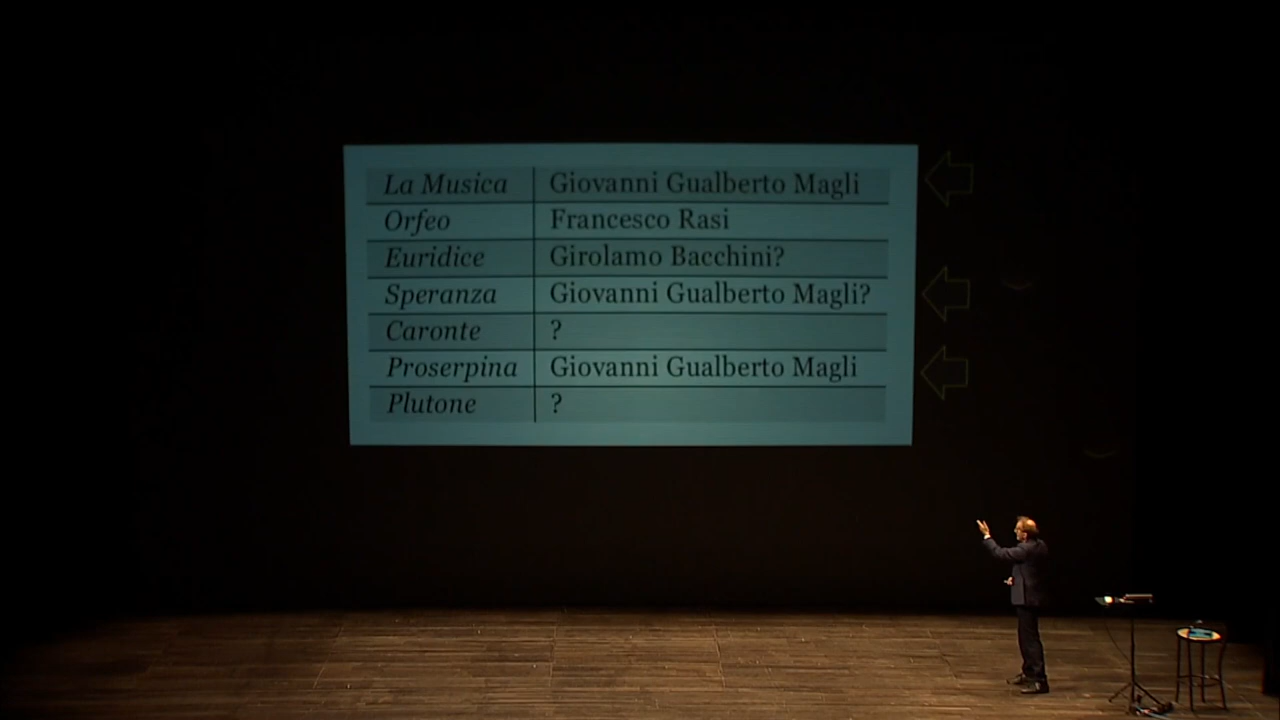 La Musica Giovanni Gualberto Magli
Orfeo Francesco Rasi
Euridice Girolamo Bacchini?
Speranza Giovanni Gualberto Magli?
Caronte ?
Proserpina Giovanni Gualberto Magli
Plutone ?